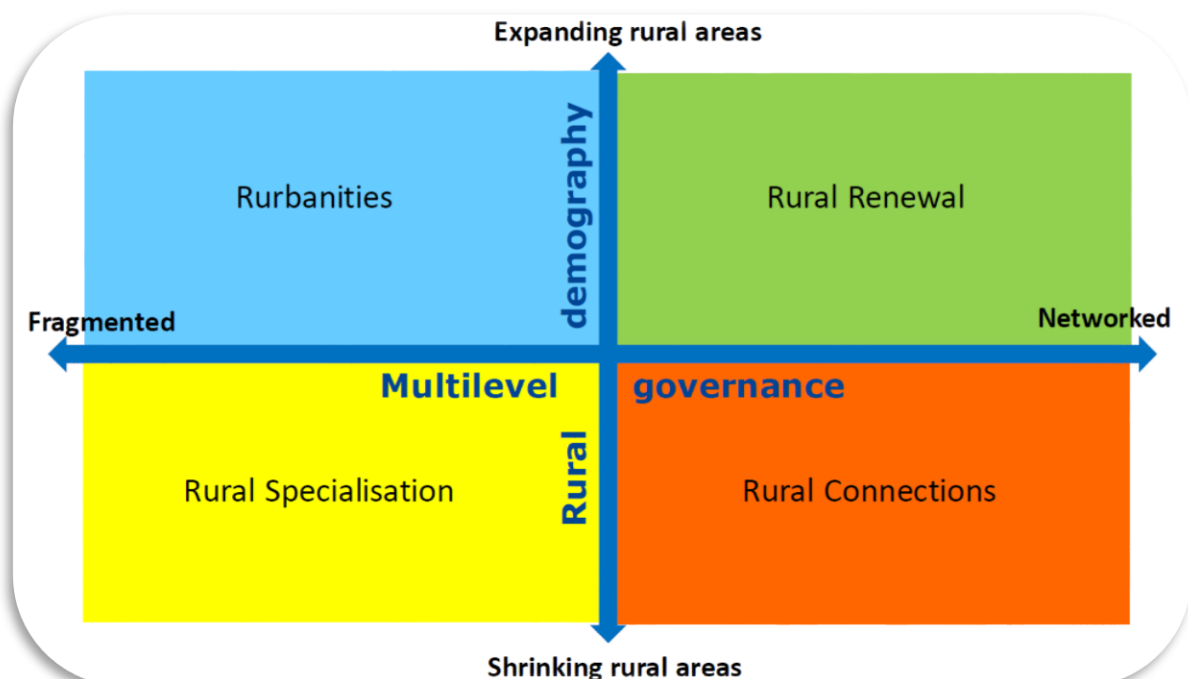 Expanding rural areas
demography
Rurbanities
Rural Renewal
Fragmented
Networked
Multilevel governance
Rural
Rural Specialisation
Rural Connections
Shrinking rural areas